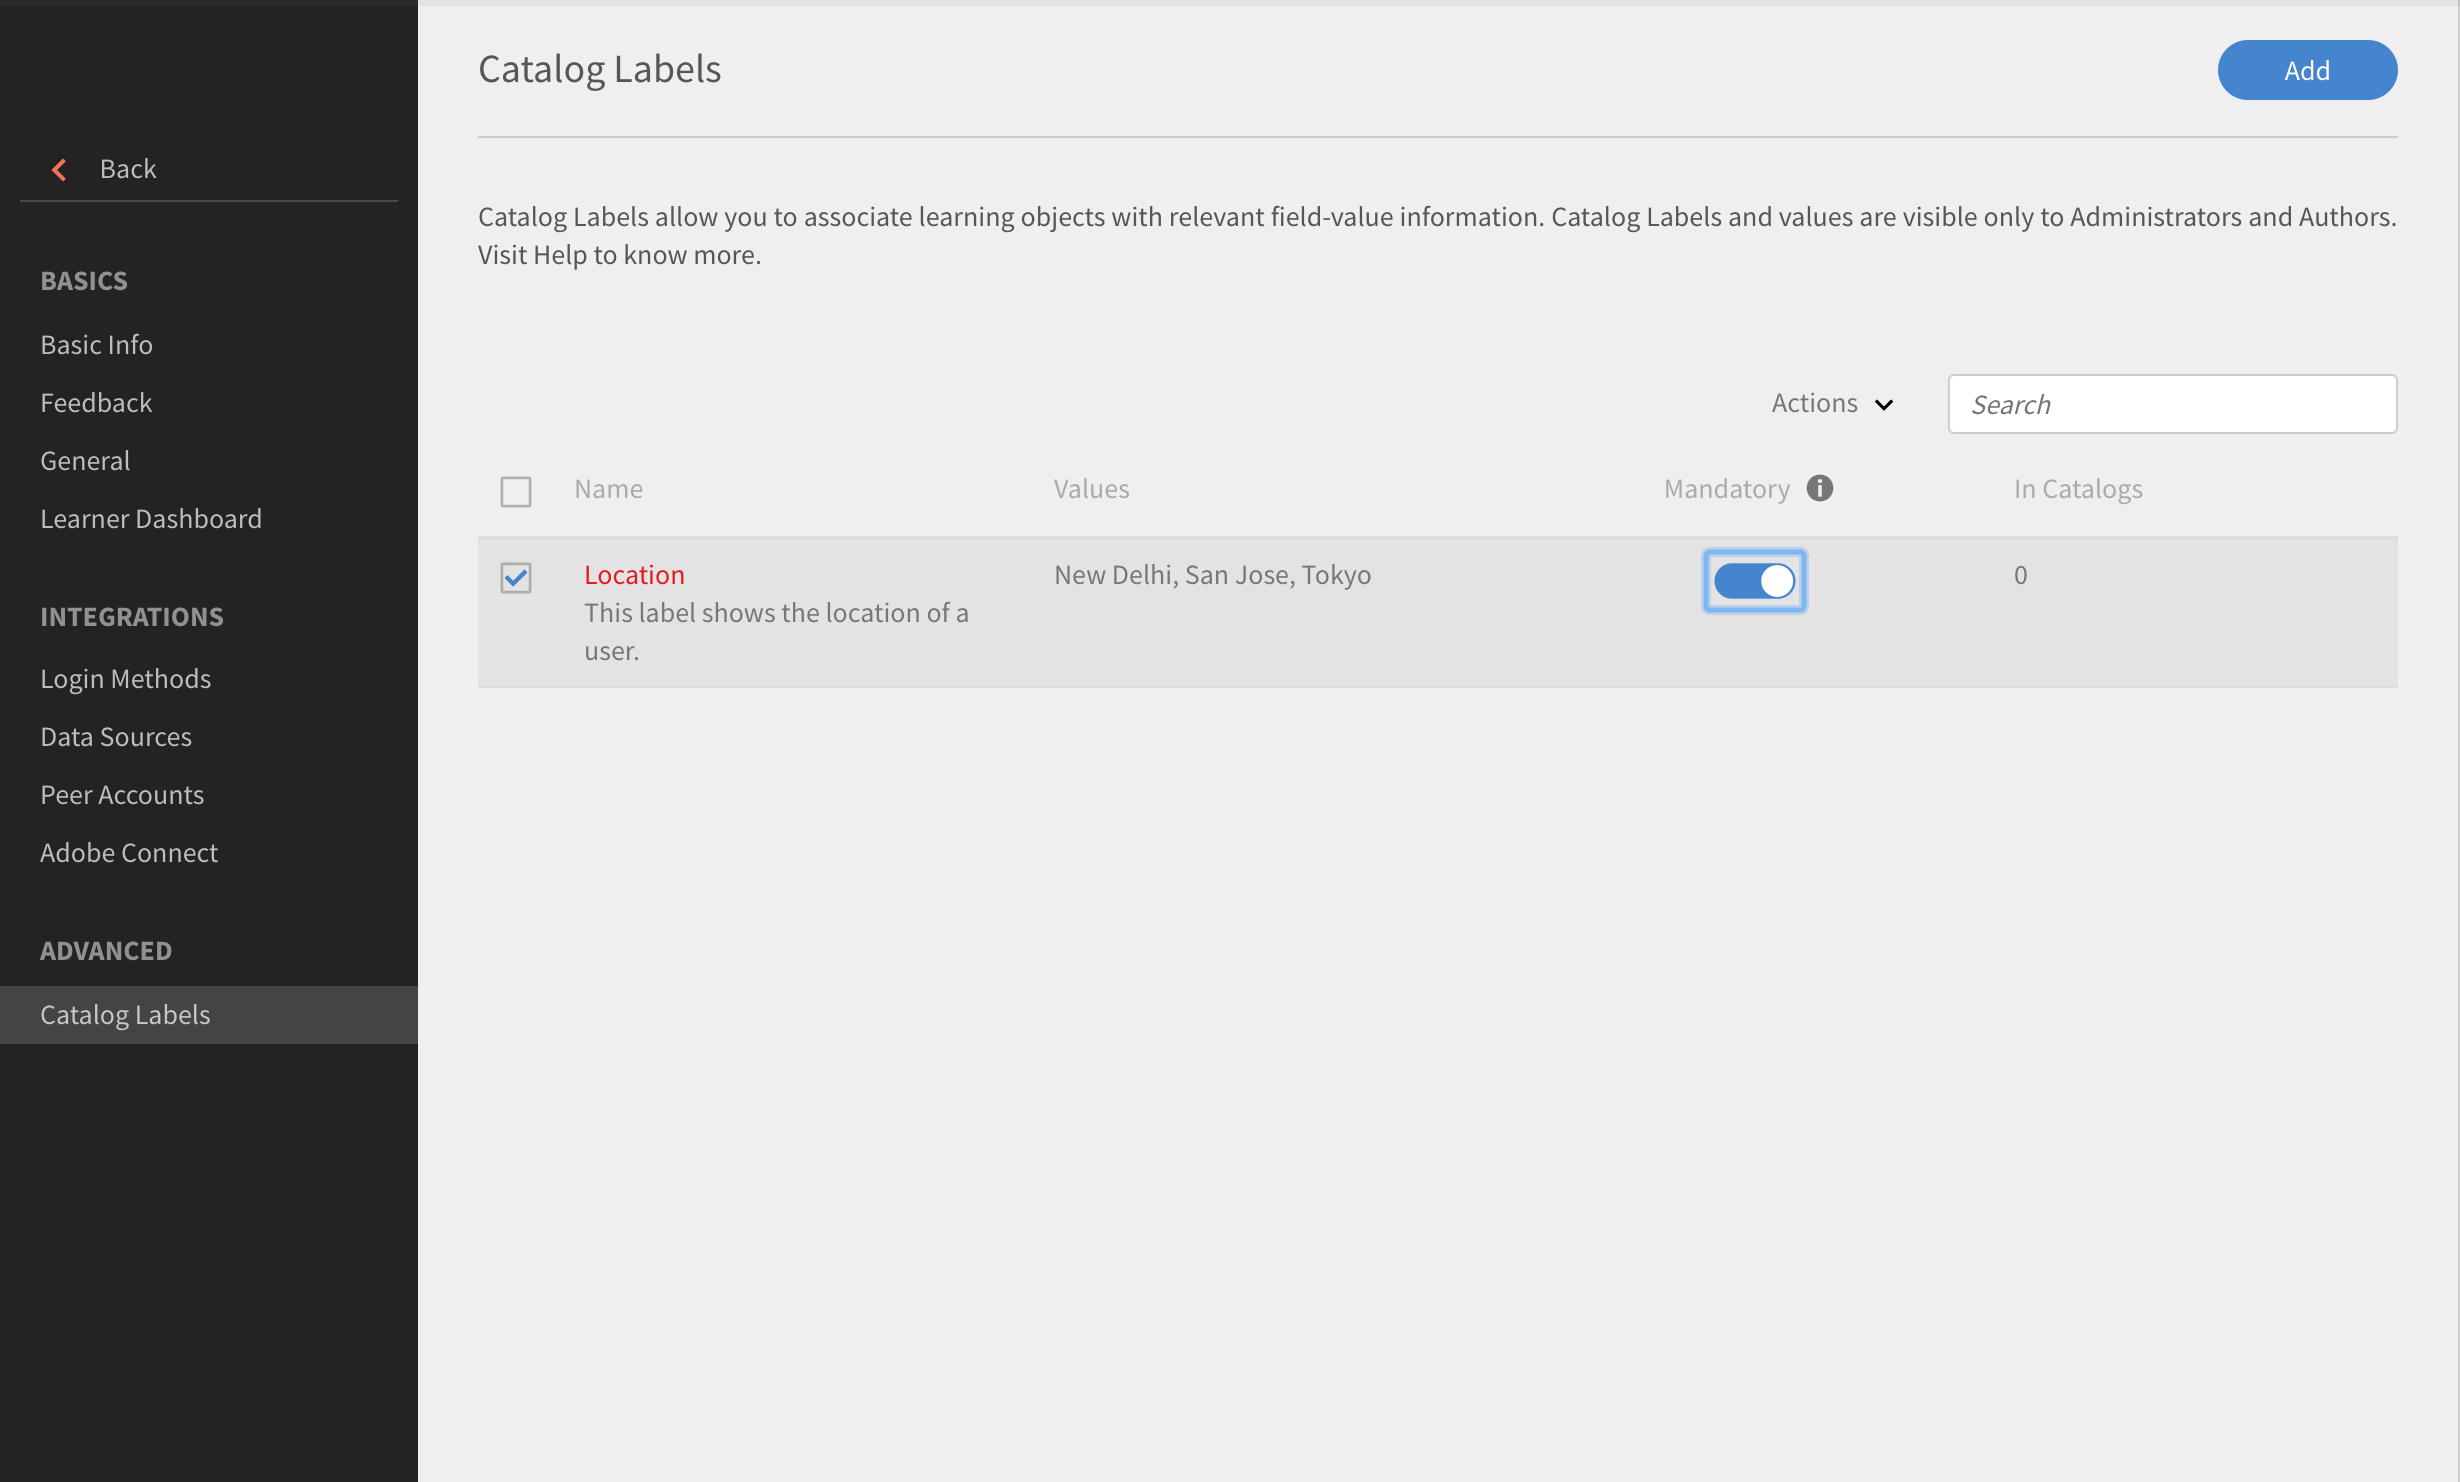 Back
BASICS
Basic Info
Feedback
General
Learner Dashboard
INTEGRATIONS
Login Methods
Data Sources
Peer Accounts
Adobe Connect
ADVANCED
Catalog Labels
Catalog Labels
Add
Catalog Labels allow you to associate learning objects with relevant field-value information. Catalog Labels and values are visible only to Administrators and Authors.
Visit Help to know more.
Actions
Search
Name Values Mandatory In Catalogs
Location New Delhi, San Jose, Tokyo 0
This label shows the location of a
user.